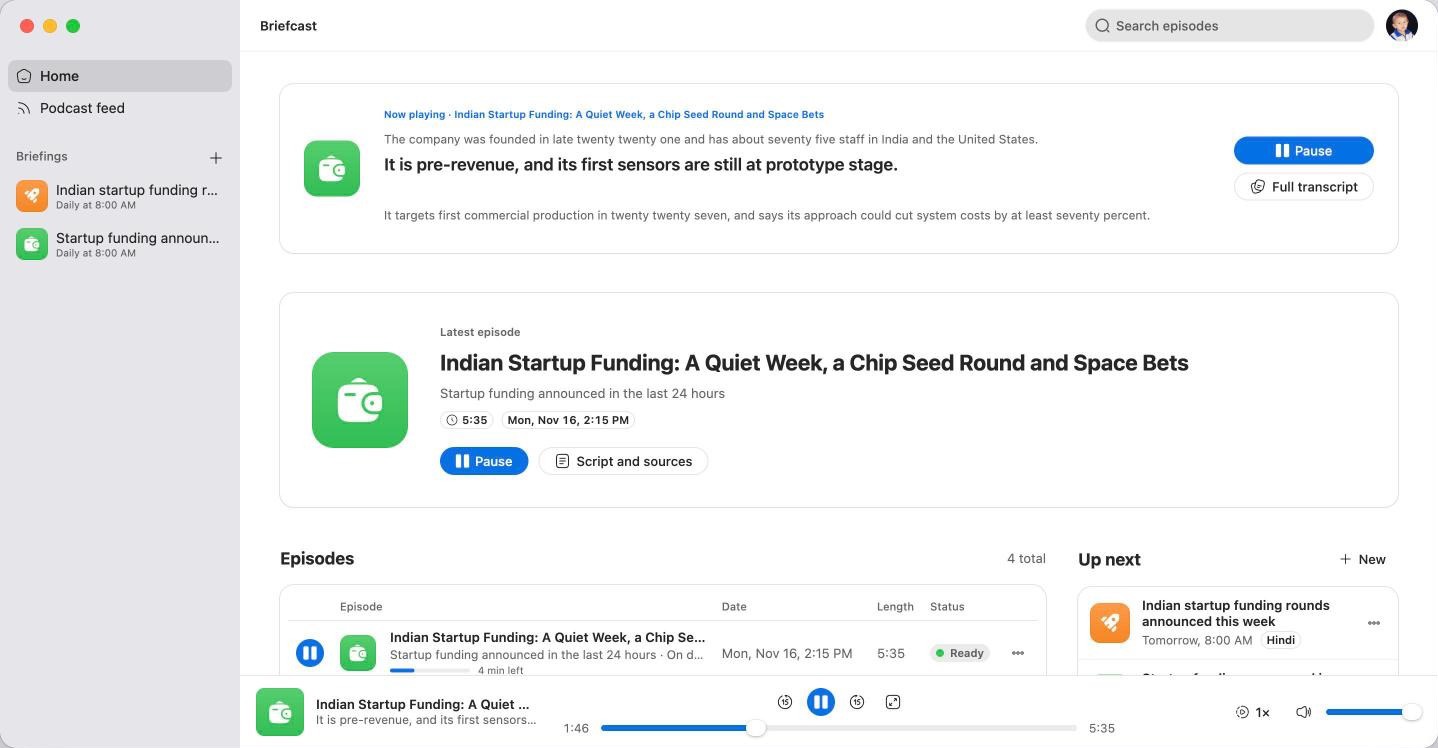 Briefcast
Search episodes
Home
Podcast feed
Briefings
Indian startup funding r...
Daily at 8:00 AM
Startup funding announ...
Daily at 8:00 AM
Now playing · Indian Startup Funding: A Quiet Week, a Chip Seed Round and Space Bets
The company was founded in late twenty twenty one and has about seventy five staff in India and the United States.
It is pre-revenue, and its first sensors are still at prototype stage.
It targets first commercial production in twenty twenty seven, and says its approach could cut system costs by at least seventy percent.
Pause
Full transcript
Latest episode
Indian Startup Funding: A Quiet Week, a Chip Seed Round and Space Bets
Startup funding announced in the last 24 hours
5:35 Mon, Nov 16, 2:15 PM
Pause Script and sources
Episodes 4 total
Episode Date Length Status
Indian Startup Funding: A Quiet Week, a Chip Se...
Startup funding announced in the last 24 hours · On d...
Mon, Nov 16, 2:15 PM 5:35 Ready
4 min left
Up next
New
Indian startup funding rounds
announced this week
Tomorrow, 8:00 AM Hindi
Indian Startup Funding: A Quiet ...
It is pre-revenue, and its first sensors...
15 15
1:46 5:35
1×